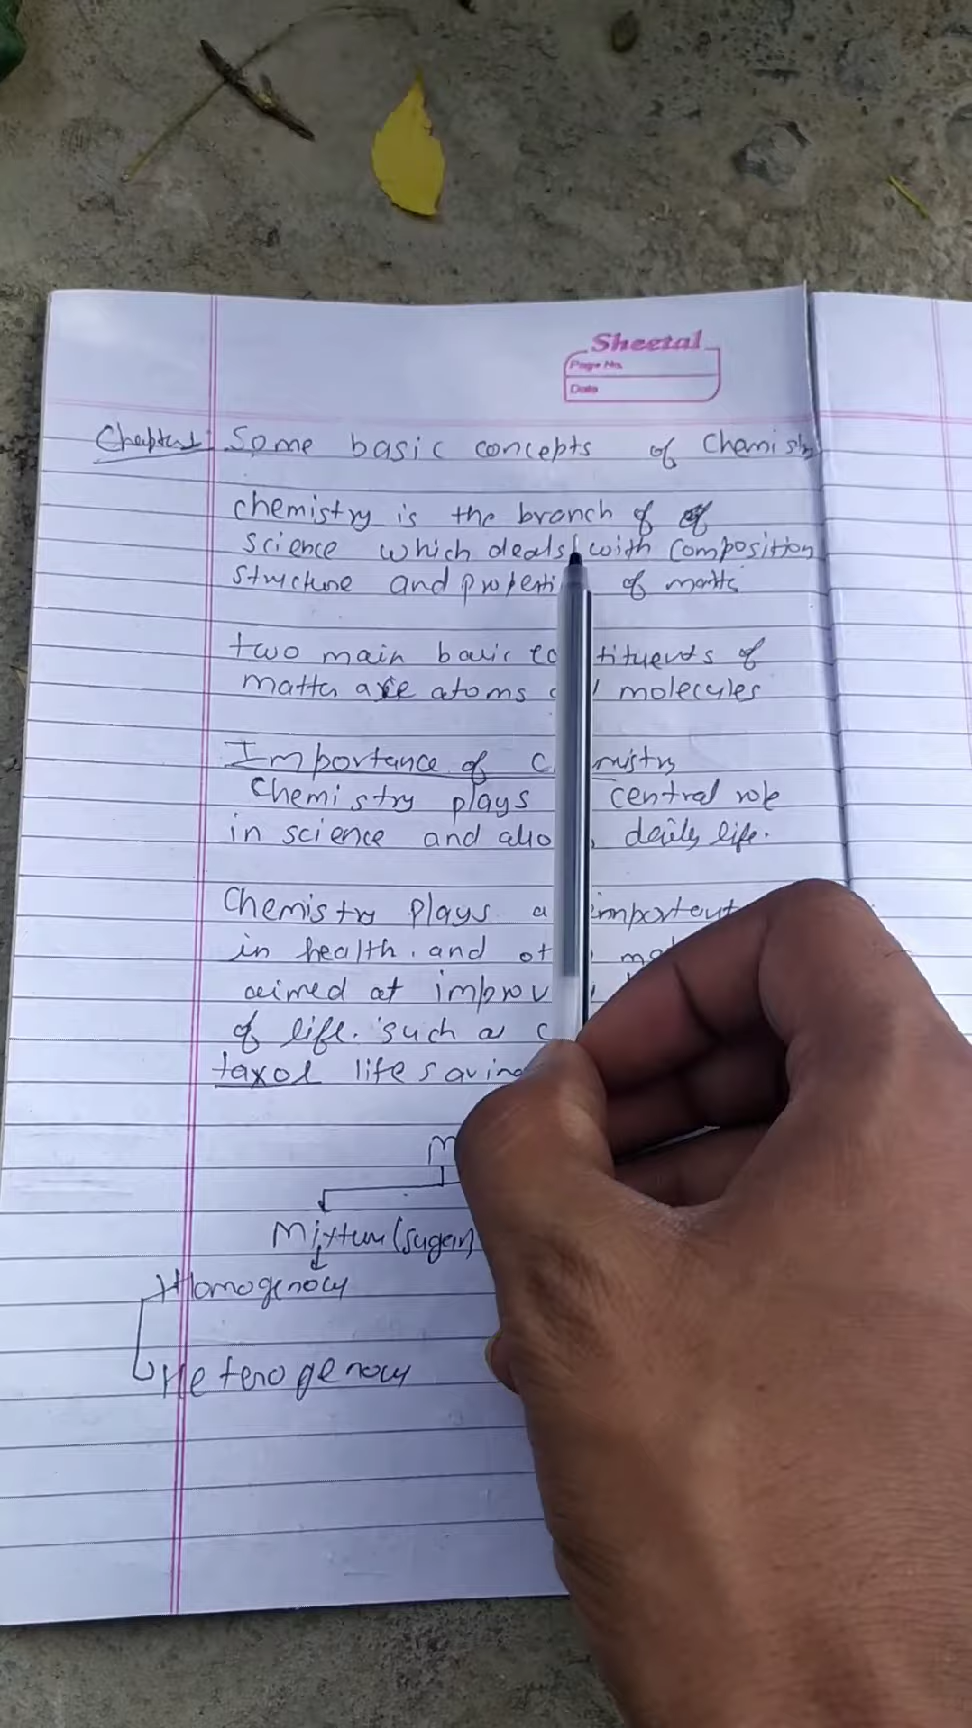 Sheetal
Page No.
Date
Chapter 1: Some basic concepts of Chemistry
chemistry is the branch of of
science which deals with composition
structure and properti of matte
two main basic co tituents of
matter are atoms molecules
Importance of C mistry
Chemistry plays central role
in science and also daily life.
Chemistry plays a important
in health. and ot
aimed at improv
of life. such as c
taxol life saving
M
Mixture (sugar)
Homogenous
Heterogenous